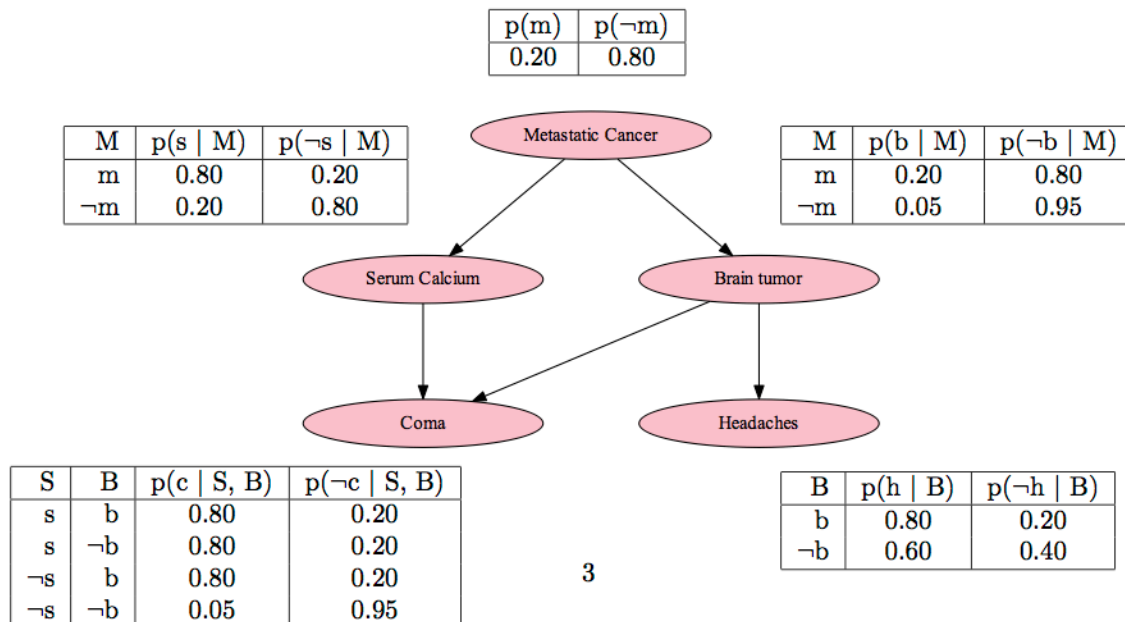 p(m) p(¬m)
0.20 0.80
Metastatic Cancer
M p(s | M) p(¬s | M)
m 0.80 0.20
¬m 0.20 0.80
M p(b | M) p(¬b | M)
m 0.20 0.80
¬m 0.05 0.95
Serum Calcium
Brain tumor
Coma
Headaches
S B p(c | S, B) p(¬c | S, B)
s b 0.80 0.20
s ¬b 0.80 0.20
¬s b 0.80 0.20
¬s ¬b 0.05 0.95
B p(h | B) p(¬h | B)
b 0.80 0.20
¬b 0.60 0.40
3